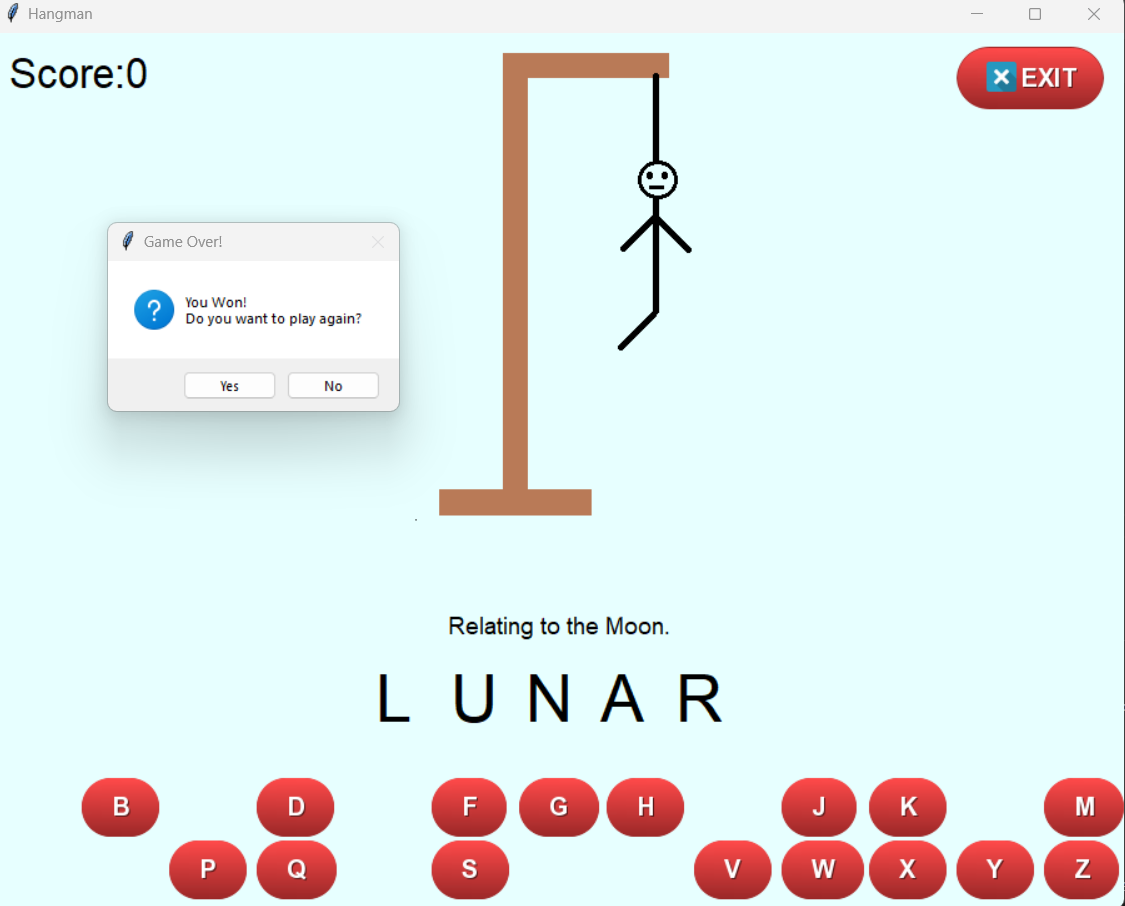 Hangman
Score:0
EXIT
Game Over!
You Won!
Do you want to play again?
Yes No
Relating to the Moon.
L U N A R
B D F G H J K M
P Q S V W X Y Z